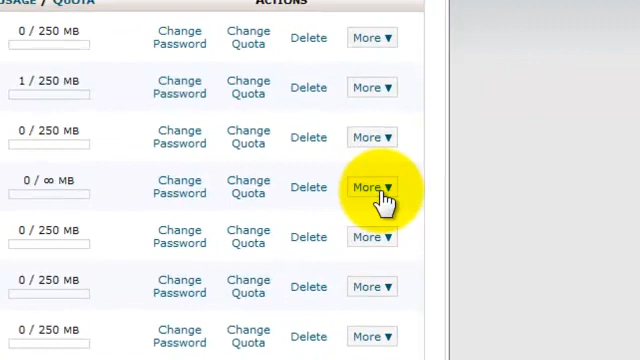 USAGE / QUOTA ACTIONS
0 / 250 MB Change Password Change Quota Delete More ▼
1 / 250 MB Change Password Change Quota Delete More ▼
0 / 250 MB Change Password Change Quota Delete More ▼
0 / ∞ MB Change Password Change Quota Delete More ▼
0 / 250 MB Change Password Change Quota Delete More ▼
0 / 250 MB Change Password Change Quota Delete More ▼
0 / 250 MB Change Password Change Quota Delete More ▼